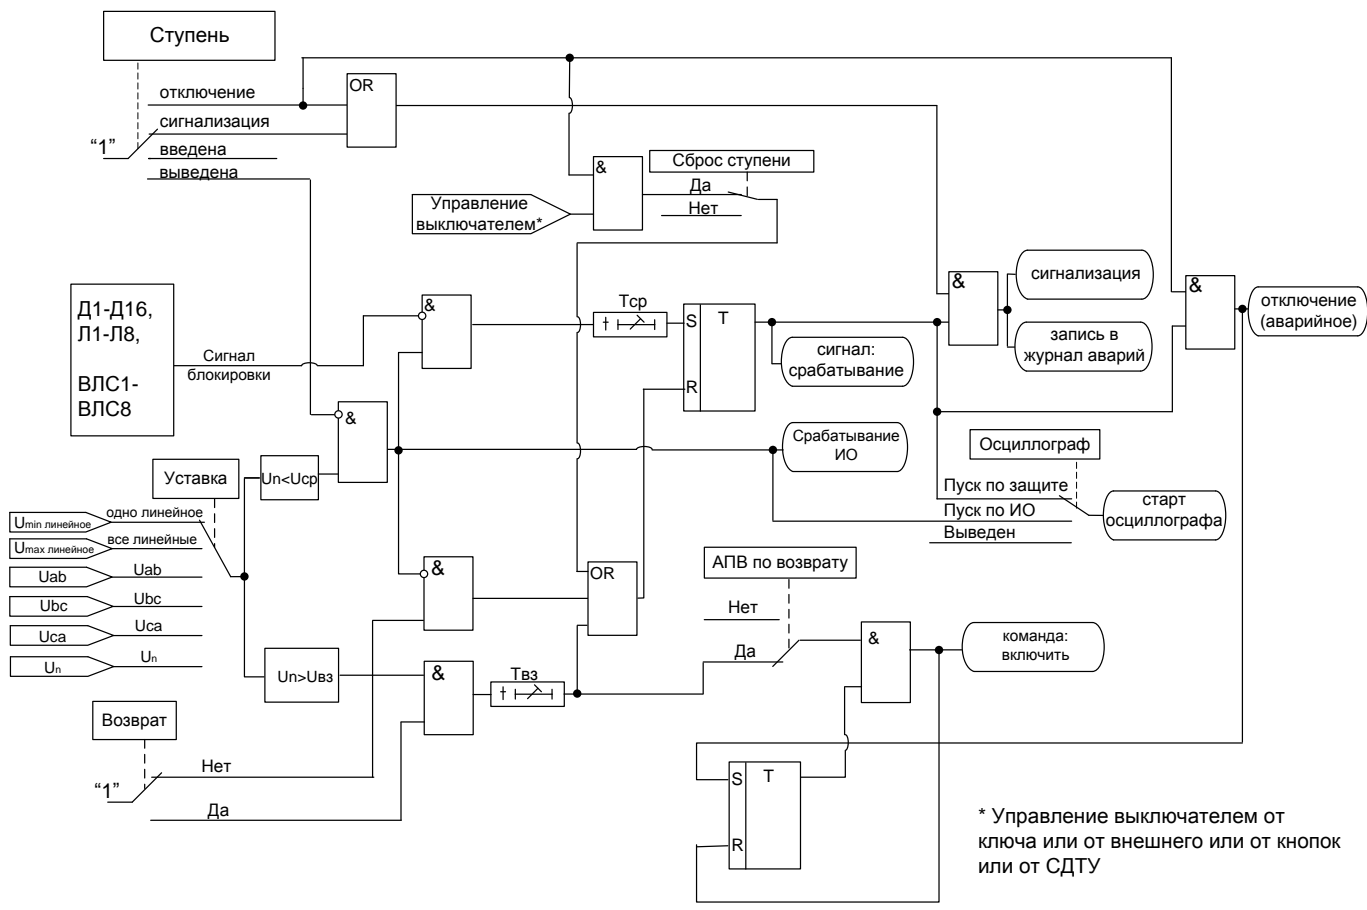 Ступень
отключение
OR
сигнализация
"1"
введена
выведена
&
Сброс ступени
Да
Нет
Управление
выключателем*
Д1-Д16,
Л1-Л8,
ВЛС1-
ВЛС8
Сигнал
блокировки
&
Тср
S
T
R
сигнал:
срабатывание
&
сигнализация
запись в
журнал аварий
&
отключение
(аварийное)
&
Срабатывание
ИО
Осциллограф
Пуск по защите
Пуск по ИО
Выведен
старт
осциллографа
Уставка
Un<Uср
Umin линейное
одно линейное
Umax линейное
все линейные
Uab
Uab
Ubc
Ubc
Uca
Uca
Un
Un
Un>Uвз
&
OR
&
Твз
АПВ по возврату
Нет
Да
&
команда:
включить
Возврат
"1"
Нет
Да
S
T
R
* Управление выключателем от
ключа или от внешнего или от кнопок
или от СДТУ